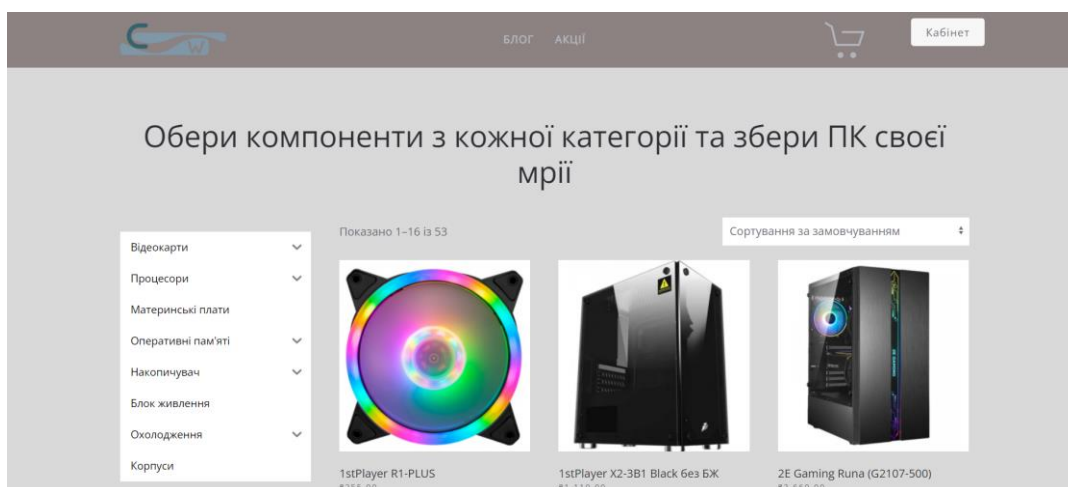 C W
БЛОГ АКЦІЇ
Кабінет
Обери компоненти з кожної категорії та збери ПК своєї
мрії
Показано 1–16 із 53
Сортування за замовчуванням
Відеокарти
Процесори
Материнські плати
Оперативні пам'яті
Накопичувач
Блок живлення
Охолодження
Корпуси
1stPlayer R1-PLUS
1stPlayer X2-3B1 Black без БЖ
2E Gaming Runa (G2107-500)